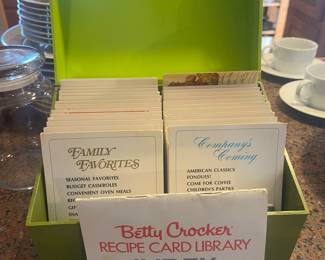 FAMILY
FAVORITES
SEASONAL FAVORITES
BUDGET CASSEROLES
CONVENIENT OVEN MEALS
Company's
Coming
AMERICAN CLASSICS
FONDUES!
COME FOR COFFEE
CHILDREN'S PARTIES
Betty Crocker
RECIPE CARD LIBRARY